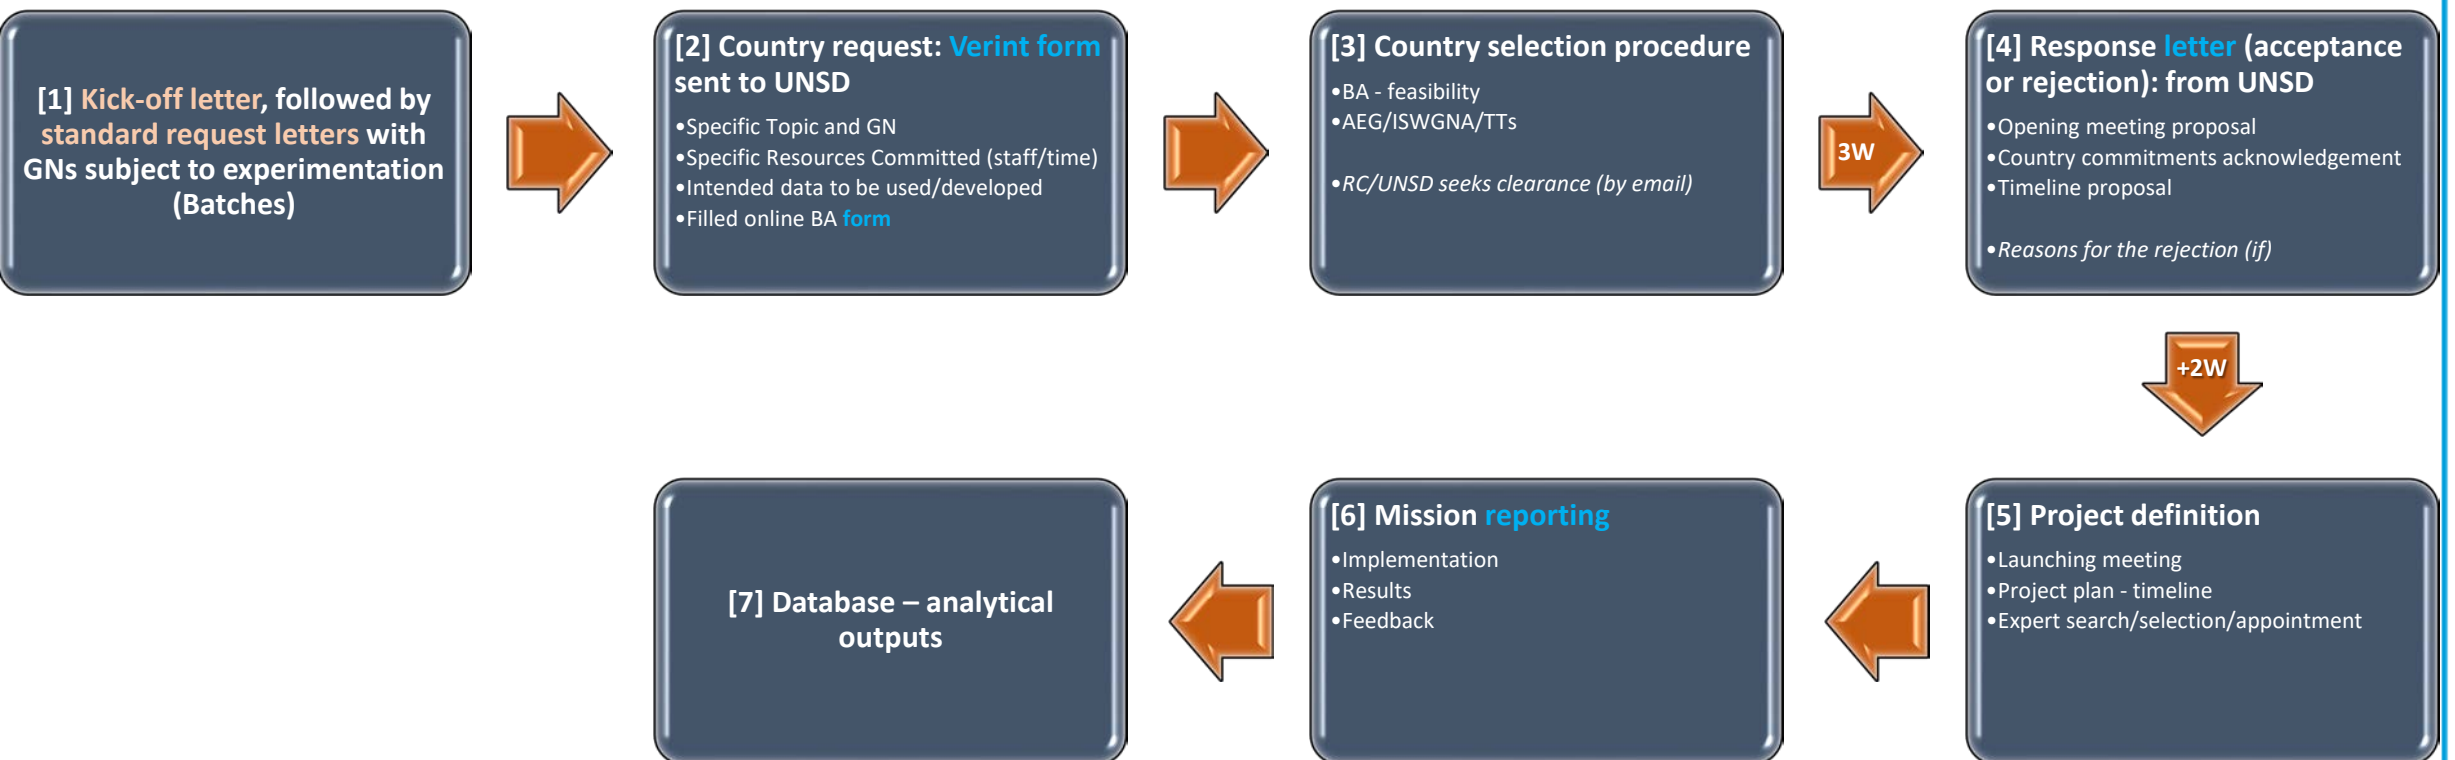 [1] Kick-off letter, followed by
standard request letters with
GNs subject to experimentation
(Batches)
[2] Country request: Verint form
sent to UNSD
•Specific Topic and GN
•Specific Resources Committed (staff/time)
•Intended data to be used/developed
•Filled online BA form
[3] Country selection procedure
•BA - feasibility
•AEG/ISWGNA/TTs
•RC/UNSD seeks clearance (by email)
3W
[4] Response letter (acceptance
or rejection): from UNSD
•Opening meeting proposal
•Country commitments acknowledgement
•Timeline proposal
•Reasons for the rejection (if)
+2W
[5] Project definition
•Launching meeting
•Project plan - timeline
•Expert search/selection/appointment
[6] Mission reporting
•Implementation
•Results
•Feedback
[7] Database – analytical
outputs